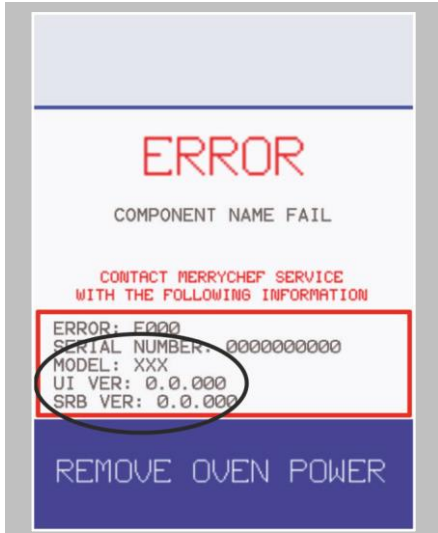 ERROR
COMPONENT NAME FAIL
CONTACT MERRYCHEF SERVICE
WITH THE FOLLOWING INFORMATION
ERROR: E000
SERIAL NUMBER: 0000000000
MODEL: XXX
UI VER: 0.0.000
SRB VER: 0.0.000
REMOVE OVEN POWER